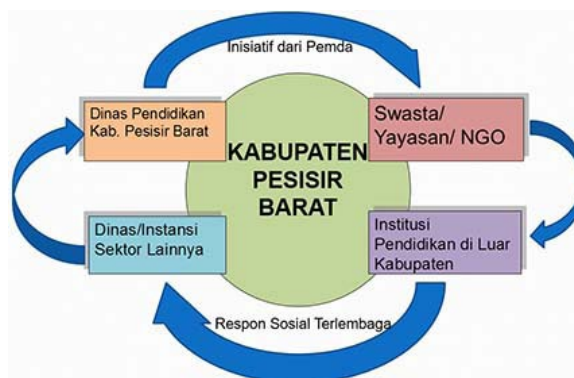 Inisiatif dari Pemda
Dinas Pendidikan
Kab. Pesisir Barat
Swasta/
Yayasan/ NGO
KABUPATEN
PESISIR
BARAT
Dinas/Instansi
Sektor Lainnya
Institusi
Pendidikan di Luar
Kabupaten
Respon Sosial Terlembaga